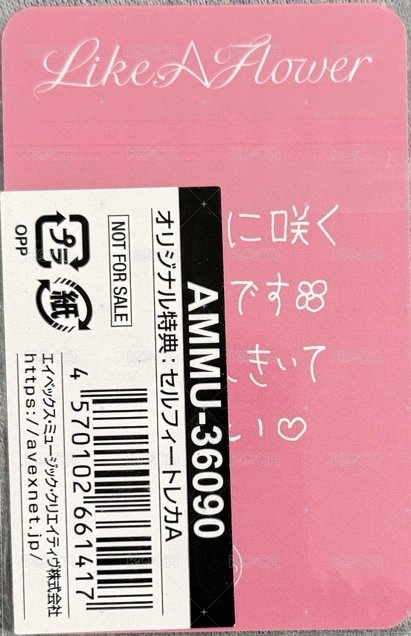 Like A Flower
に咲く
です
きいて
い♡
AMMU-36090
オリジナル特典：セルフィートレカA
NOT FOR SALE
プラ
紙
OPP
4 570102 661417
エイベックス・ミュージック・クリエイティヴ株式会社
https://avexnet.jp/